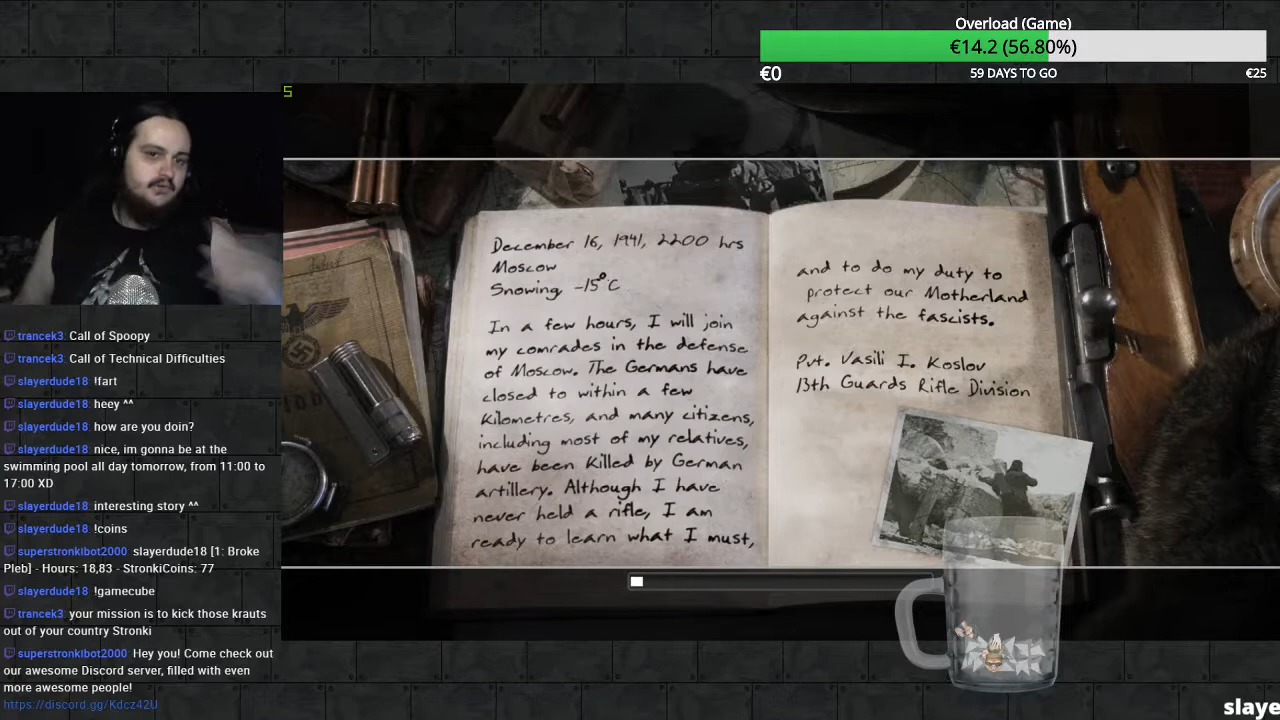 Overload (Game)
€14.2 (56.80%)
€0
59 DAYS TO GO
€25
5
December 16, 1941, 2200 hrs
Moscow
Snowing, -15°C
In a few hours, I will join
my comrades in the defense
of Moscow. The Germans have
closed to within a few
kilometres, and many citizens,
including most of my relatives,
have been killed by German
artillery. Although I have
never held a rifle, I am
ready to learn what I must,
and to do my duty to
protect our Motherland
against the fascists.
Pvt. Vasili I. Koslov
13th Guards Rifle Division
trancek3: Call of Spoopy
trancek3: Call of Technical Difficulties
slayerdude18 !fart
slayerdude18 heey ^^
slayerdude18 how are you doin?
slayerdude18 nice, im gonna be at the
swimming pool all day tomorrow, from 11:00 to
17:00 XD
slayerdude18 interesting story ^^
slayerdude18 !coins
superstronkibot2000 slayerdude18 [1: Broke
Pleb] - Hours: 18,83 - StronkiCoins: 77
slayerdude18 !gamecube
trancek3: your mission is to kick those krauts
out of your country Stronki
superstronkibot2000 Hey you! Come check out
our awesome Discord server, filled with even
more awesome people!
https://discord.gg/Kdcz42U
slaye